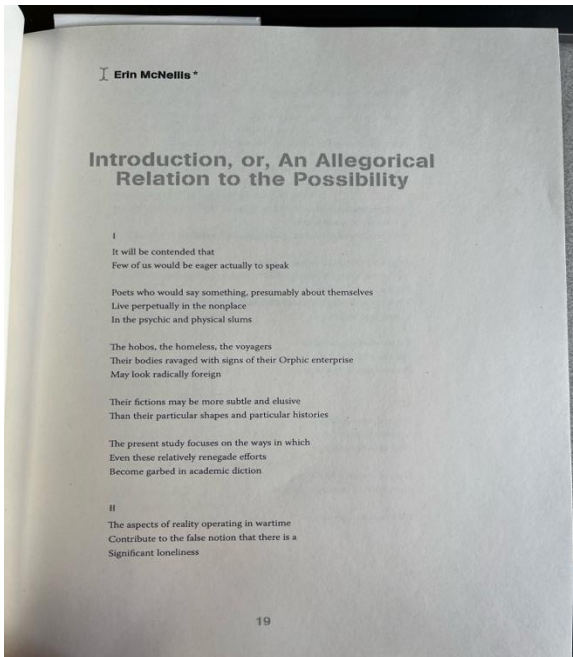 Erin McNellis*
Introduction, or, An Allegorical
Relation to the Possibility
I
It will be contended that
Few of us would be eager actually to speak
Poets who would say something, presumably about themselves
Live perpetually in the nonplace
In the psychic and physical slums
The hobos, the homeless, the voyagers
Their bodies ravaged with signs of their Orphic enterprise
May look radically foreign
Their fictions may be more subtle and elusive
Than their particular shapes and particular histories
The present study focuses on the ways in which
Even these relatively renegade efforts
Become garbed in academic diction
II
The aspects of reality operating in wartime
Contribute to the false notion that there is a
Significant loneliness
19